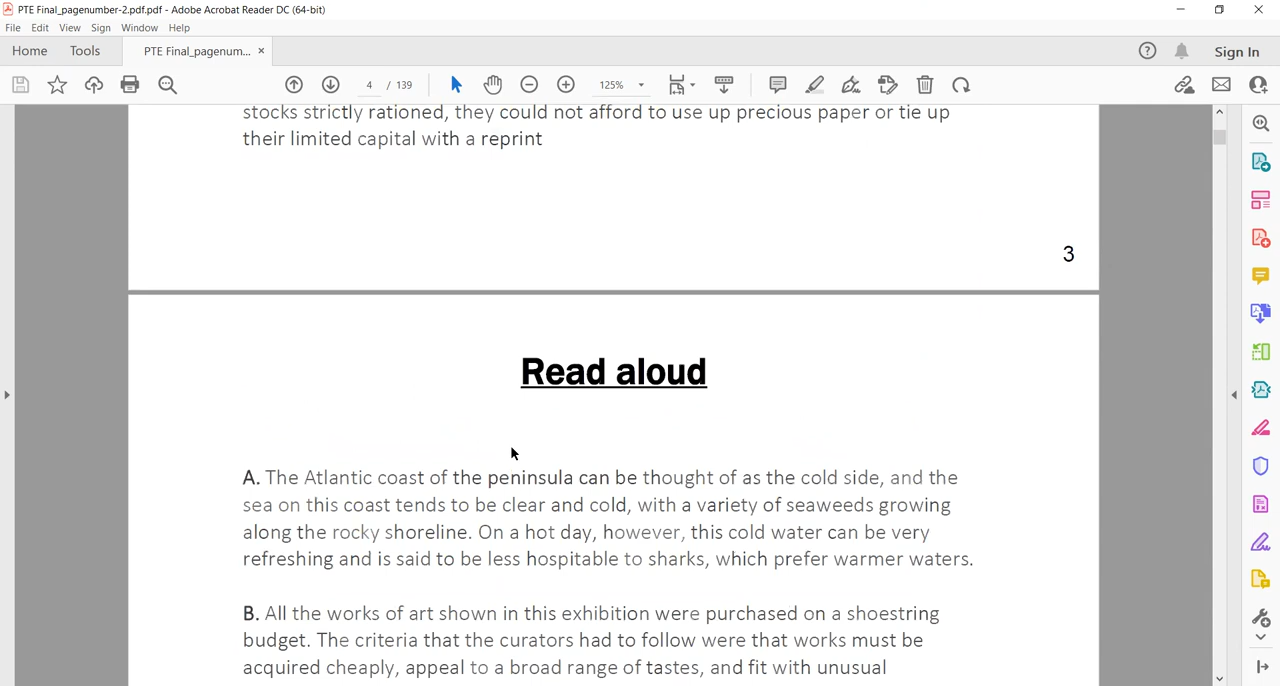 PTE Final_pagenumber-2.pdf.pdf - Adobe Acrobat Reader DC (64-bit)
File Edit View Sign Window Help
Home Tools PTE Final_pagenum... × Sign In
4 / 139 125%
stocks strictly rationed, they could not afford to use up precious paper or tie up
their limited capital with a reprint
3
Read aloud
A. The Atlantic coast of the peninsula can be thought of as the cold side, and the
sea on this coast tends to be clear and cold, with a variety of seaweeds growing
along the rocky shoreline. On a hot day, however, this cold water can be very
refreshing and is said to be less hospitable to sharks, which prefer warmer waters.
B. All the works of art shown in this exhibition were purchased on a shoestring
budget. The criteria that the curators had to follow were that works must be
acquired cheaply, appeal to a broad range of tastes, and fit with unusual